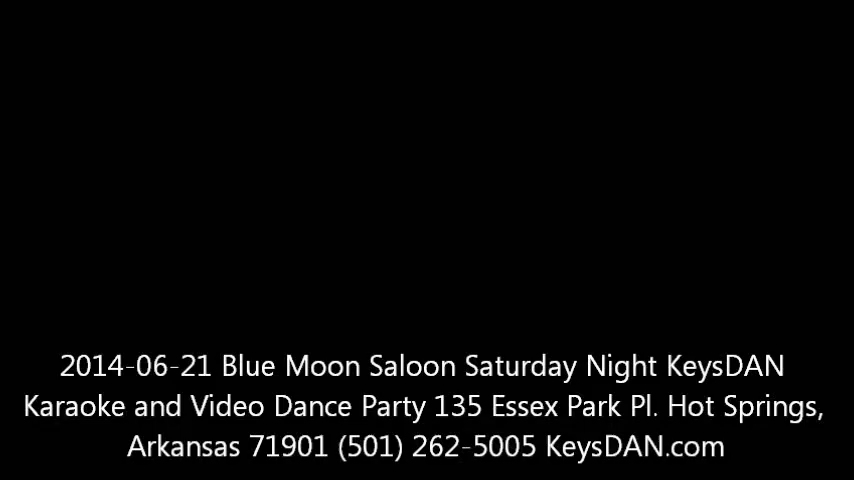 2014-06-21 Blue Moon Saloon Saturday Night KeysDAN
Karaoke and Video Dance Party 135 Essex Park Pl. Hot Springs,
Arkansas 71901 (501) 262-5005 KeysDAN.com